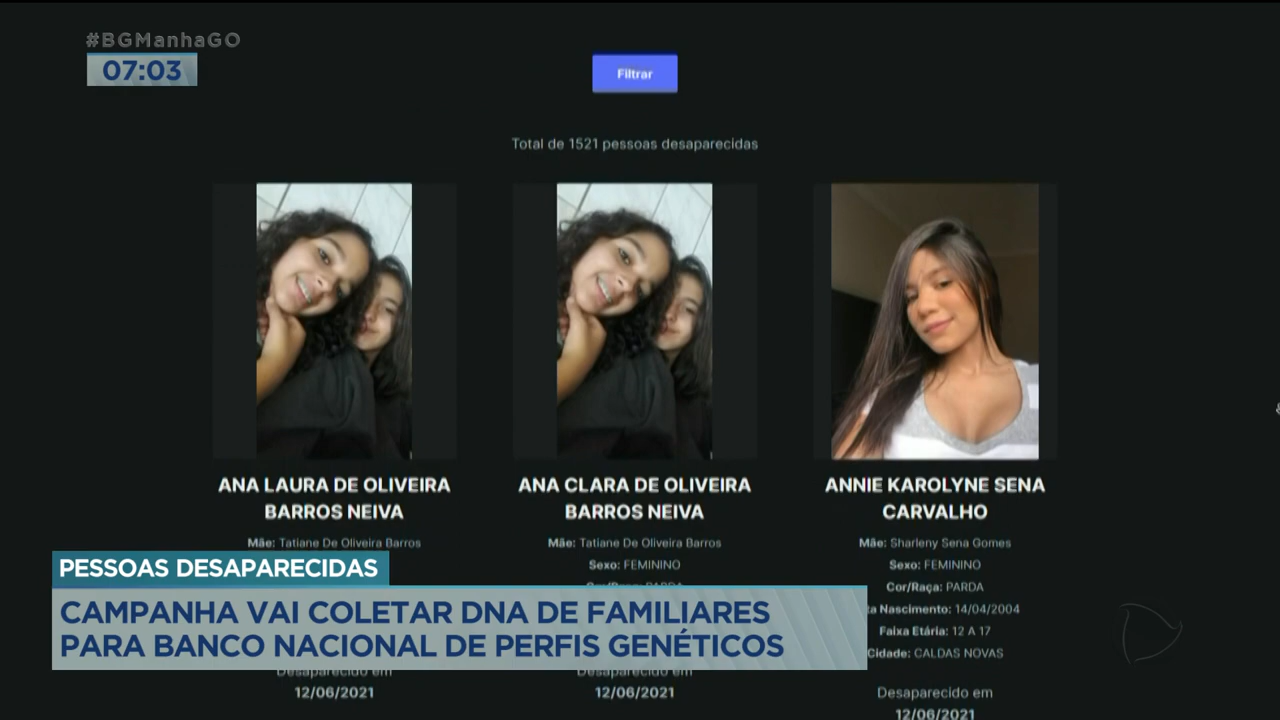 #BGManhaGO
07:03
Filtrar
Total de 1521 pessoas desaparecidas
ANA LAURA DE OLIVEIRA
BARROS NEIVA
Mãe: Tatiane De Oliveira Barros
ANA CLARA DE OLIVEIRA
BARROS NEIVA
Mãe: Tatiane De Oliveira Barros
Sexo: FEMININO
Cor/Raça: PARDA
ANNIE KAROLYNE SENA
CARVALHO
Mãe: Sharleny Sena Gomes
Sexo: FEMININO
Cor/Raça: PARDA
ta Nascimento: 14/04/2004
Faixa Etária: 12 A 17
Cidade: CALDAS NOVAS
PESSOAS DESAPARECIDAS
CAMPANHA VAI COLETAR DNA DE FAMILIARES
PARA BANCO NACIONAL DE PERFIS GENÉTICOS
Desaparecido em
12/06/2021
Desaparecido em
12/06/2021
Desaparecido em
12/06/2021